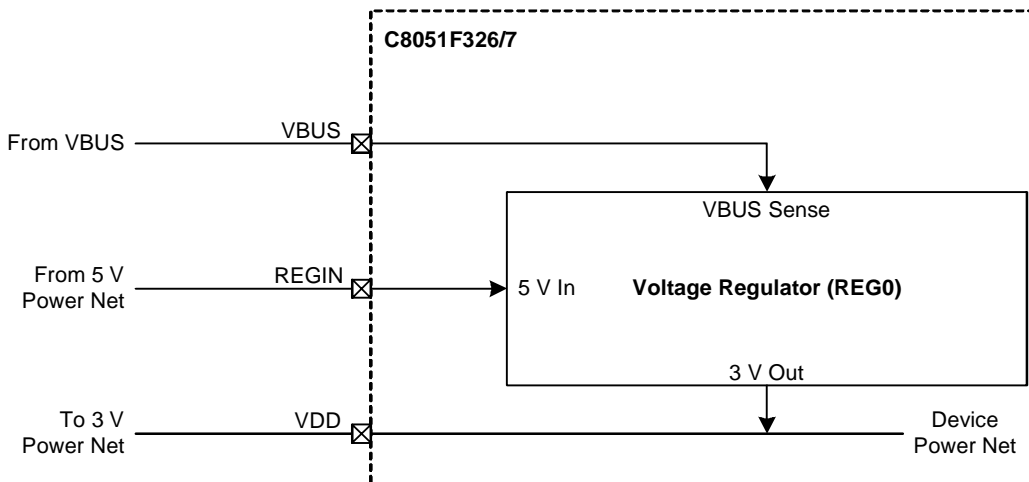 C8051F326/7
From VBUS
VBUS
VBUS Sense
From 5 V
Power Net
REGIN
5 V In
Voltage Regulator (REG0)
3 V Out
To 3 V
Power Net
VDD
Device
Power Net